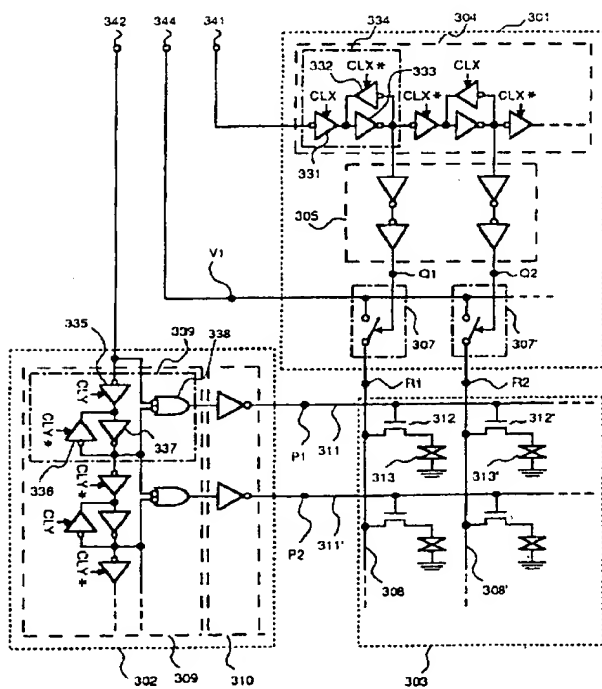 342 344 341 334 304 301
332 CLX* 333 CLX
CLX CLX* CLX*
331
305
V1 Q1 Q2
335 339 338 307 307'
R1 R2
CLY
CLY* 337 312 312'
P1 311 313 313'
336
CLY*
CLY
P2 311' 308 308'
CLY*
302 309 310 303